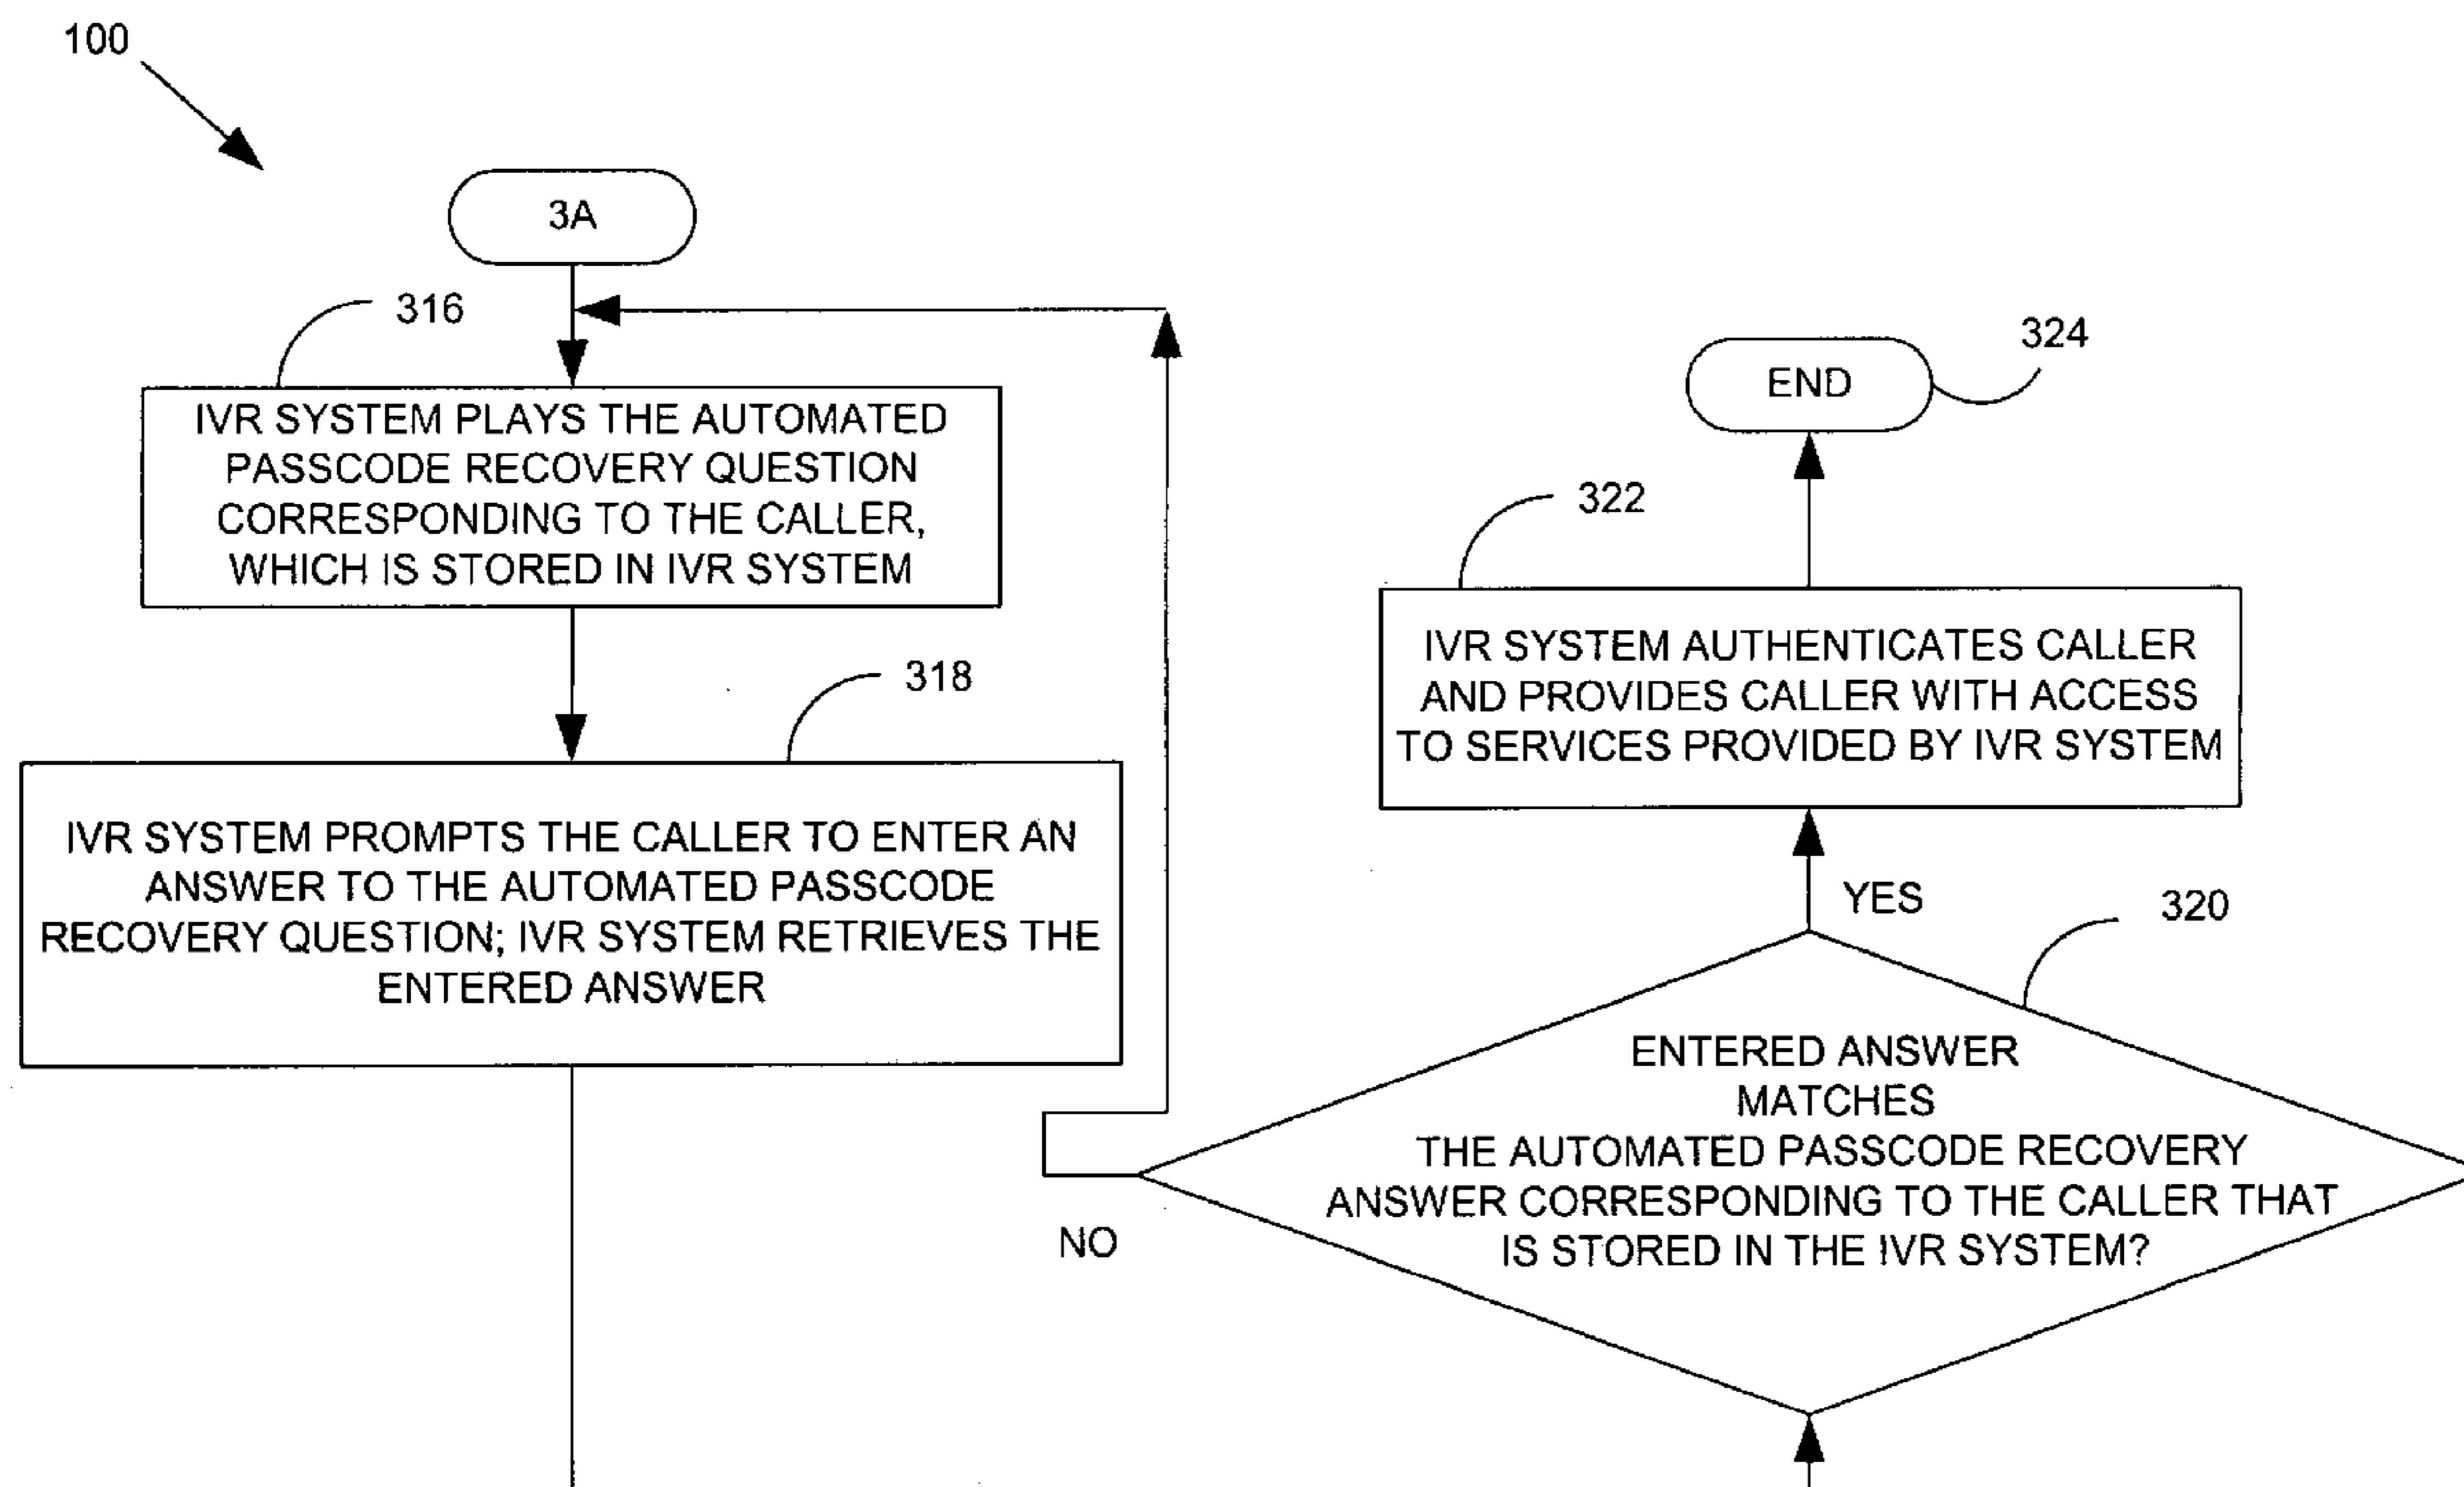 100
3A
316
IVR SYSTEM PLAYS THE AUTOMATED
PASSCODE RECOVERY QUESTION
CORRESPONDING TO THE CALLER,
WHICH IS STORED IN IVR SYSTEM
318
IVR SYSTEM PROMPTS THE CALLER TO ENTER AN
ANSWER TO THE AUTOMATED PASSCODE
RECOVERY QUESTION; IVR SYSTEM RETRIEVES THE
ENTERED ANSWER
324
END
322
IVR SYSTEM AUTHENTICATES CALLER
AND PROVIDES CALLER WITH ACCESS
TO SERVICES PROVIDED BY IVR SYSTEM
YES
320
ENTERED ANSWER
MATCHES
THE AUTOMATED PASSCODE RECOVERY
ANSWER CORRESPONDING TO THE CALLER THAT
IS STORED IN THE IVR SYSTEM?
NO